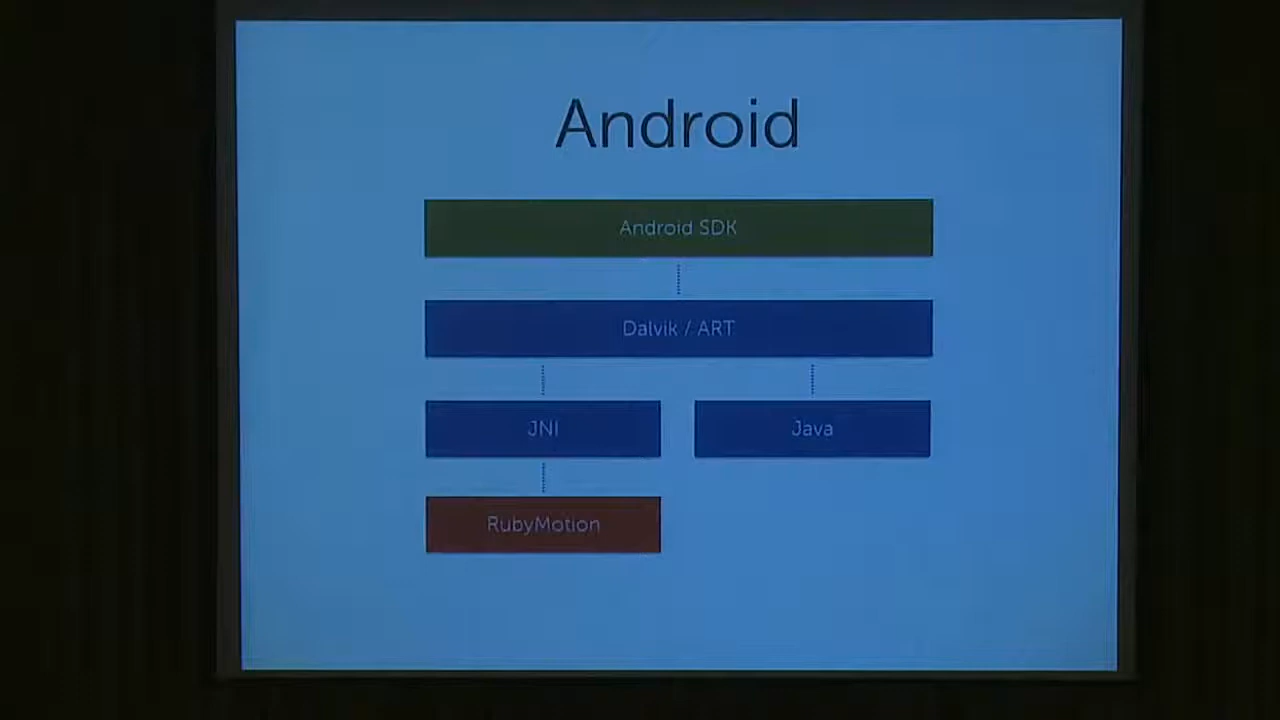 Android
Android SDK
Dalvik / ART
JNI
Java
RubyMotion